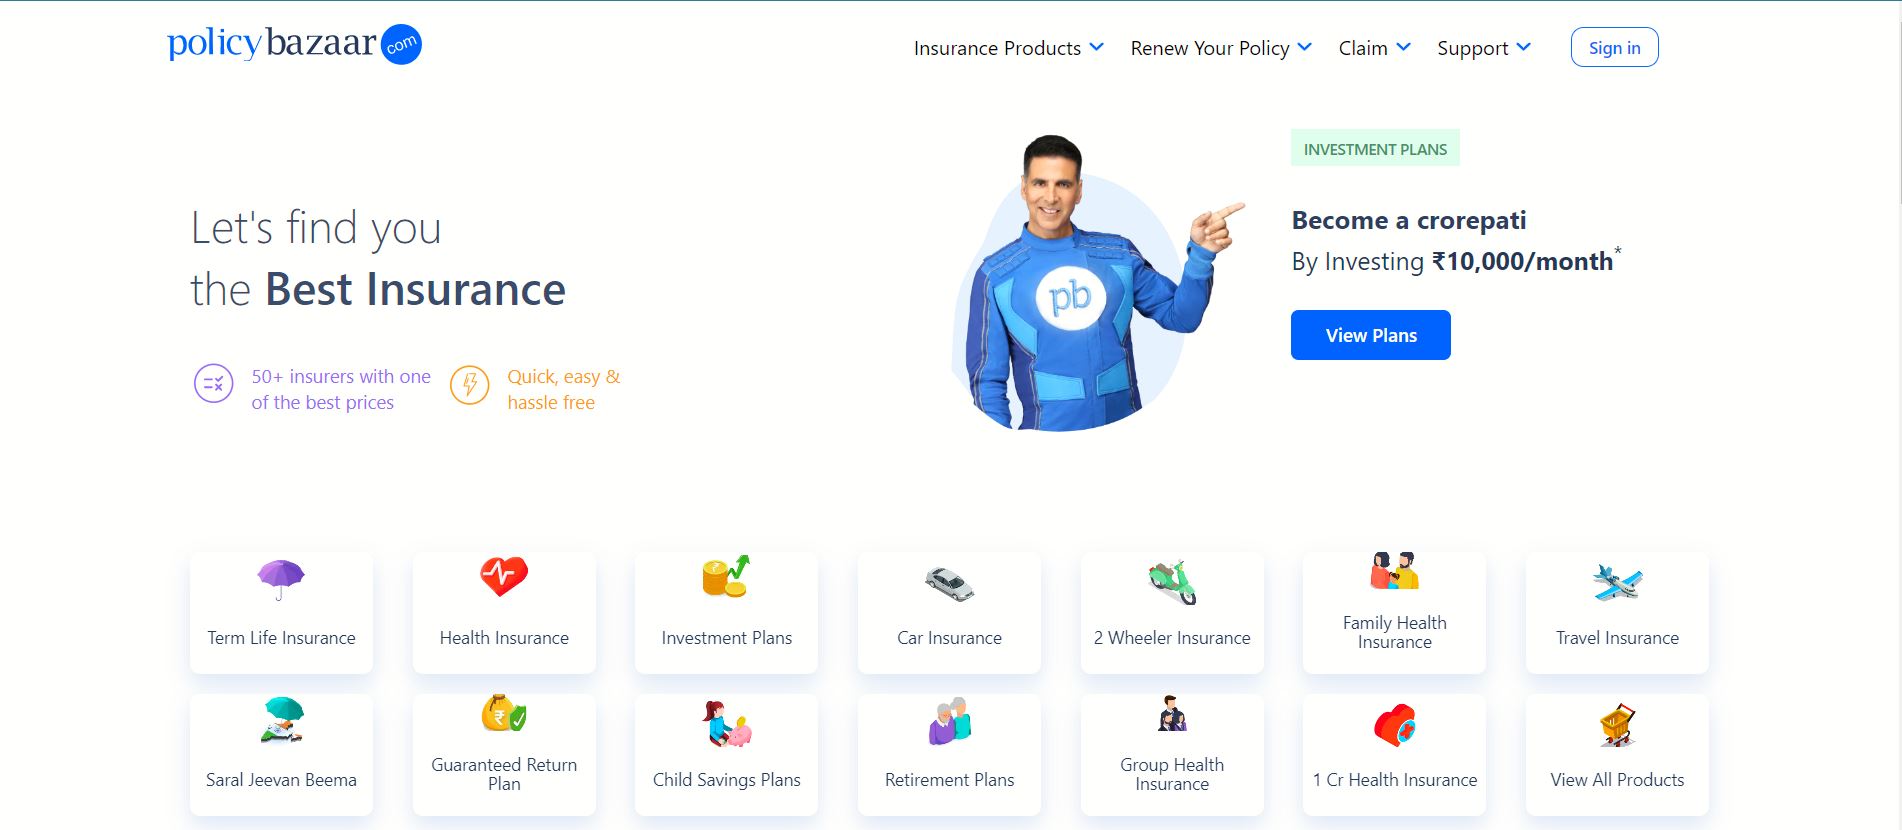 policybazaar com
Insurance Products
Renew Your Policy
Claim
Support
Sign in
INVESTMENT PLANS
Become a crorepati
By Investing ₹10,000/month*
View Plans
Let's find you
the Best Insurance
50+ insurers with one
of the best prices
Quick, easy &
hassle free
pb
Term Life Insurance
Health Insurance
Investment Plans
Car Insurance
2 Wheeler Insurance
Family Health
Insurance
Travel Insurance
Saral Jeevan Beema
Guaranteed Return
Plan
Child Savings Plans
Retirement Plans
Group Health
Insurance
1 Cr Health Insurance
View All Products